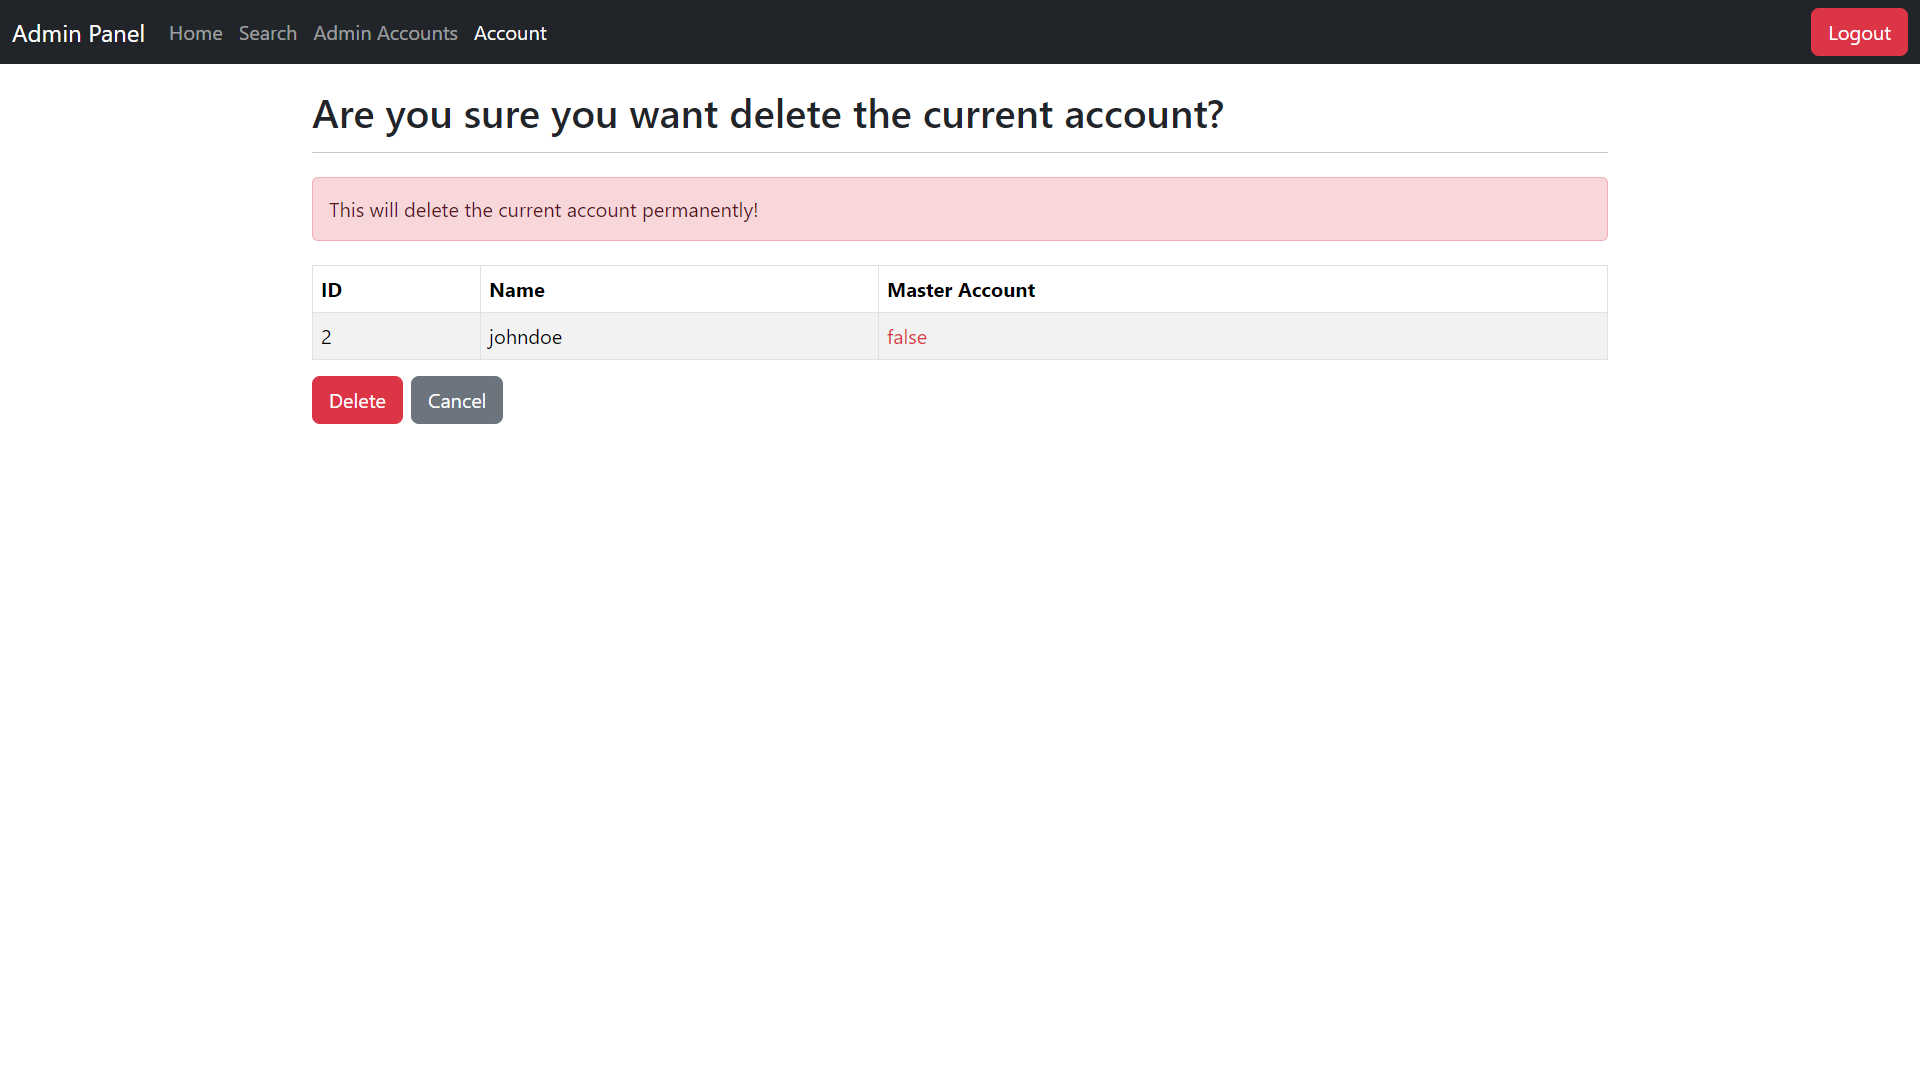 Admin Panel Home Search Admin Accounts Account Logout
Are you sure you want delete the current account?
This will delete the current account permanently!
ID Name Master Account
2 johndoe false
Delete Cancel